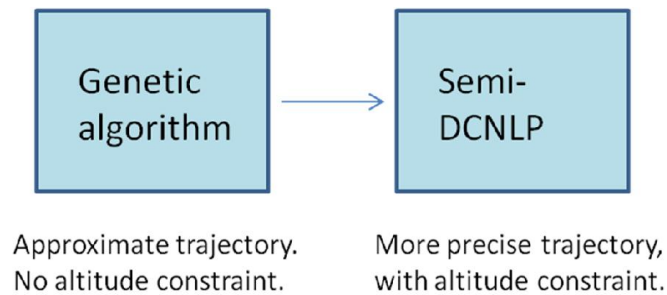 Genetic
algorithm
Semi-
DCNLP
Approximate trajectory.
No altitude constraint.
More precise trajectory,
with altitude constraint.